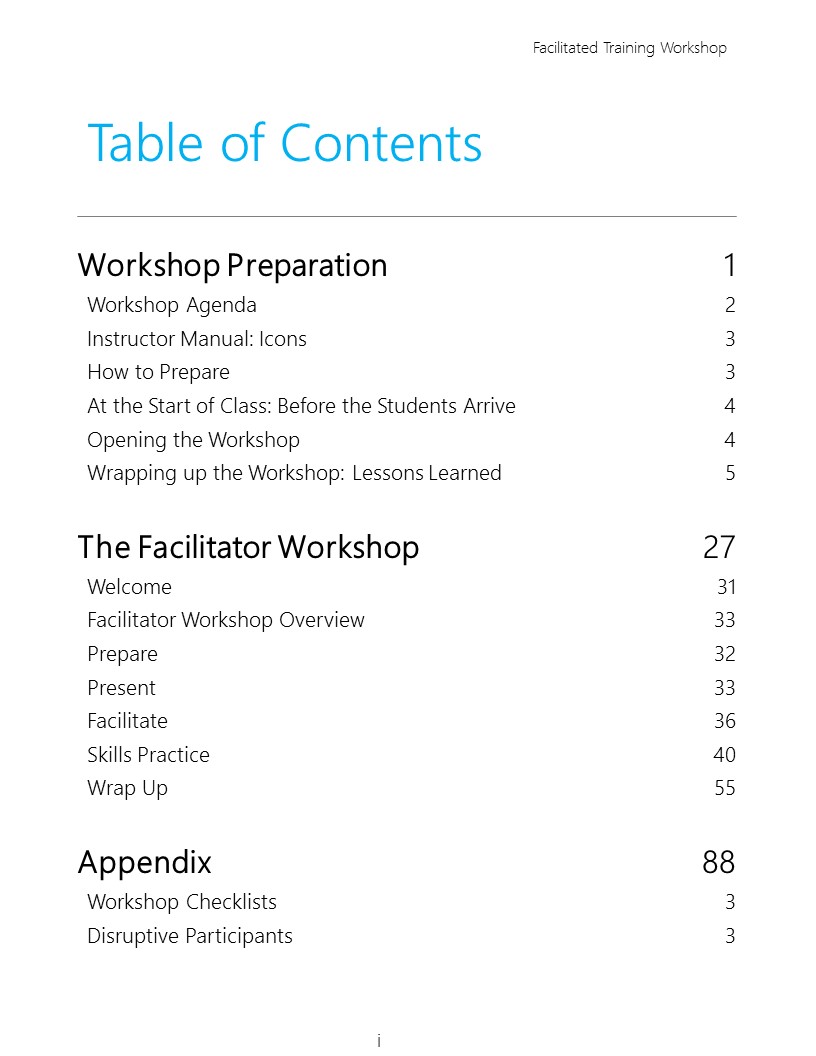 Facilitated Training Workshop
Table of Contents
Workshop Preparation 1
Workshop Agenda 2
Instructor Manual: Icons 3
How to Prepare 3
At the Start of Class: Before the Students Arrive 4
Opening the Workshop 4
Wrapping up the Workshop: Lessons Learned 5
The Facilitator Workshop 27
Welcome 31
Facilitator Workshop Overview 33
Prepare 32
Present 33
Facilitate 36
Skills Practice 40
Wrap Up 55
Appendix 88
Workshop Checklists 3
Disruptive Participants 3
i